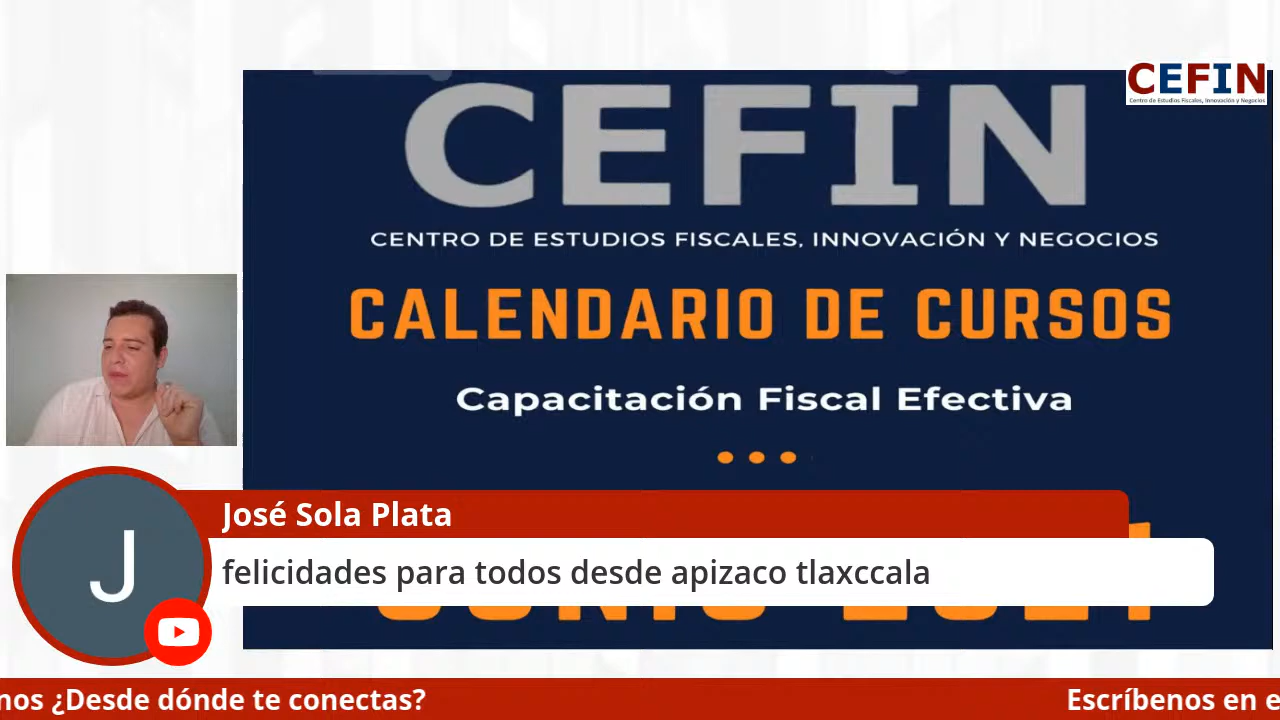 CEFIN
Centro de Estudios Fiscales, Innovación y Negocios
CEFIN
CENTRO DE ESTUDIOS FISCALES, INNOVACIÓN Y NEGOCIOS
CALENDARIO DE CURSOS
Capacitación Fiscal Efectiva
J
José Sola Plata
felicidades para todos desde apizaco tlaxccala
nos ¿Desde dónde te conectas?
Escríbenos en e